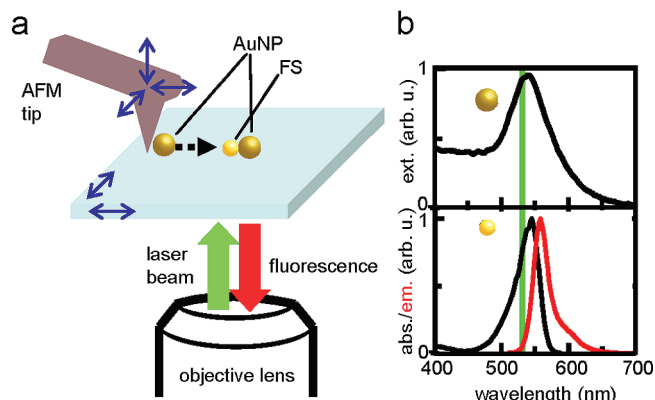 a
AuNP
FS
AFM
tip
laser
beam
fluorescence
objective lens
b
1
ext. (arb. u.)
0
1
abs./em. (arb. u.)
0
400 500 600 700
wavelength (nm)